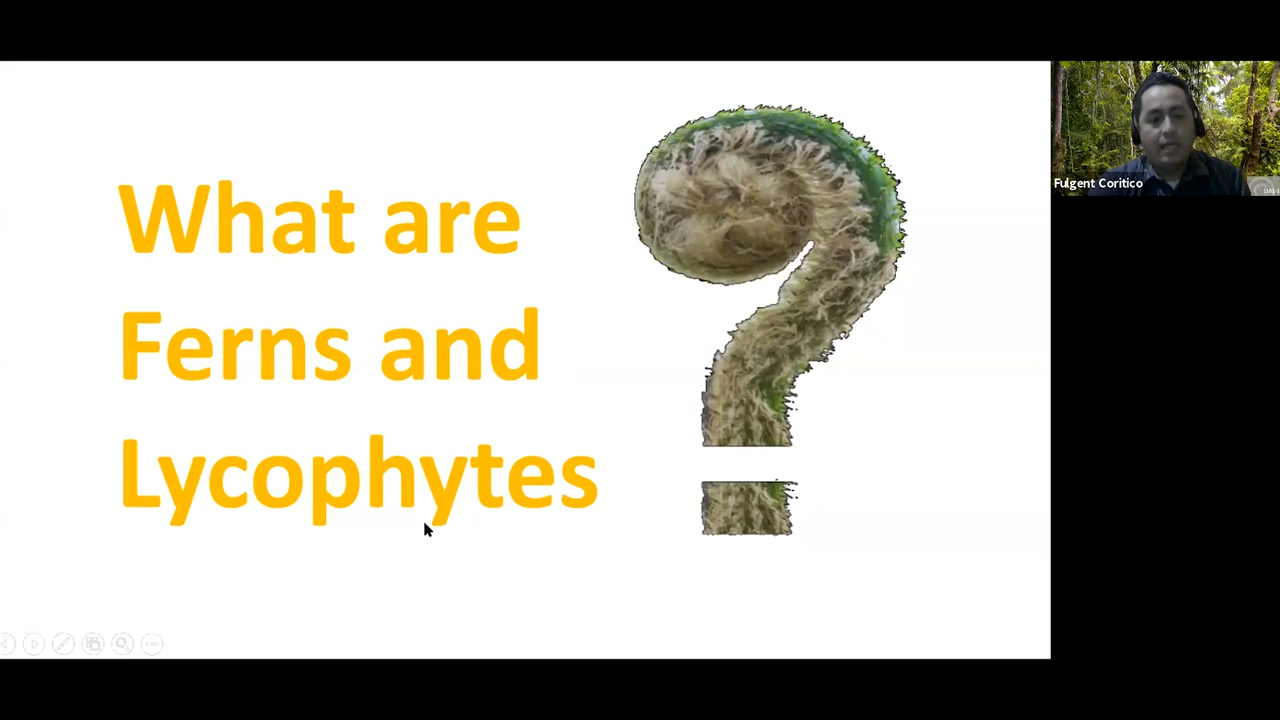 What are
Ferns and
Lycophytes
Fulgent Coritico